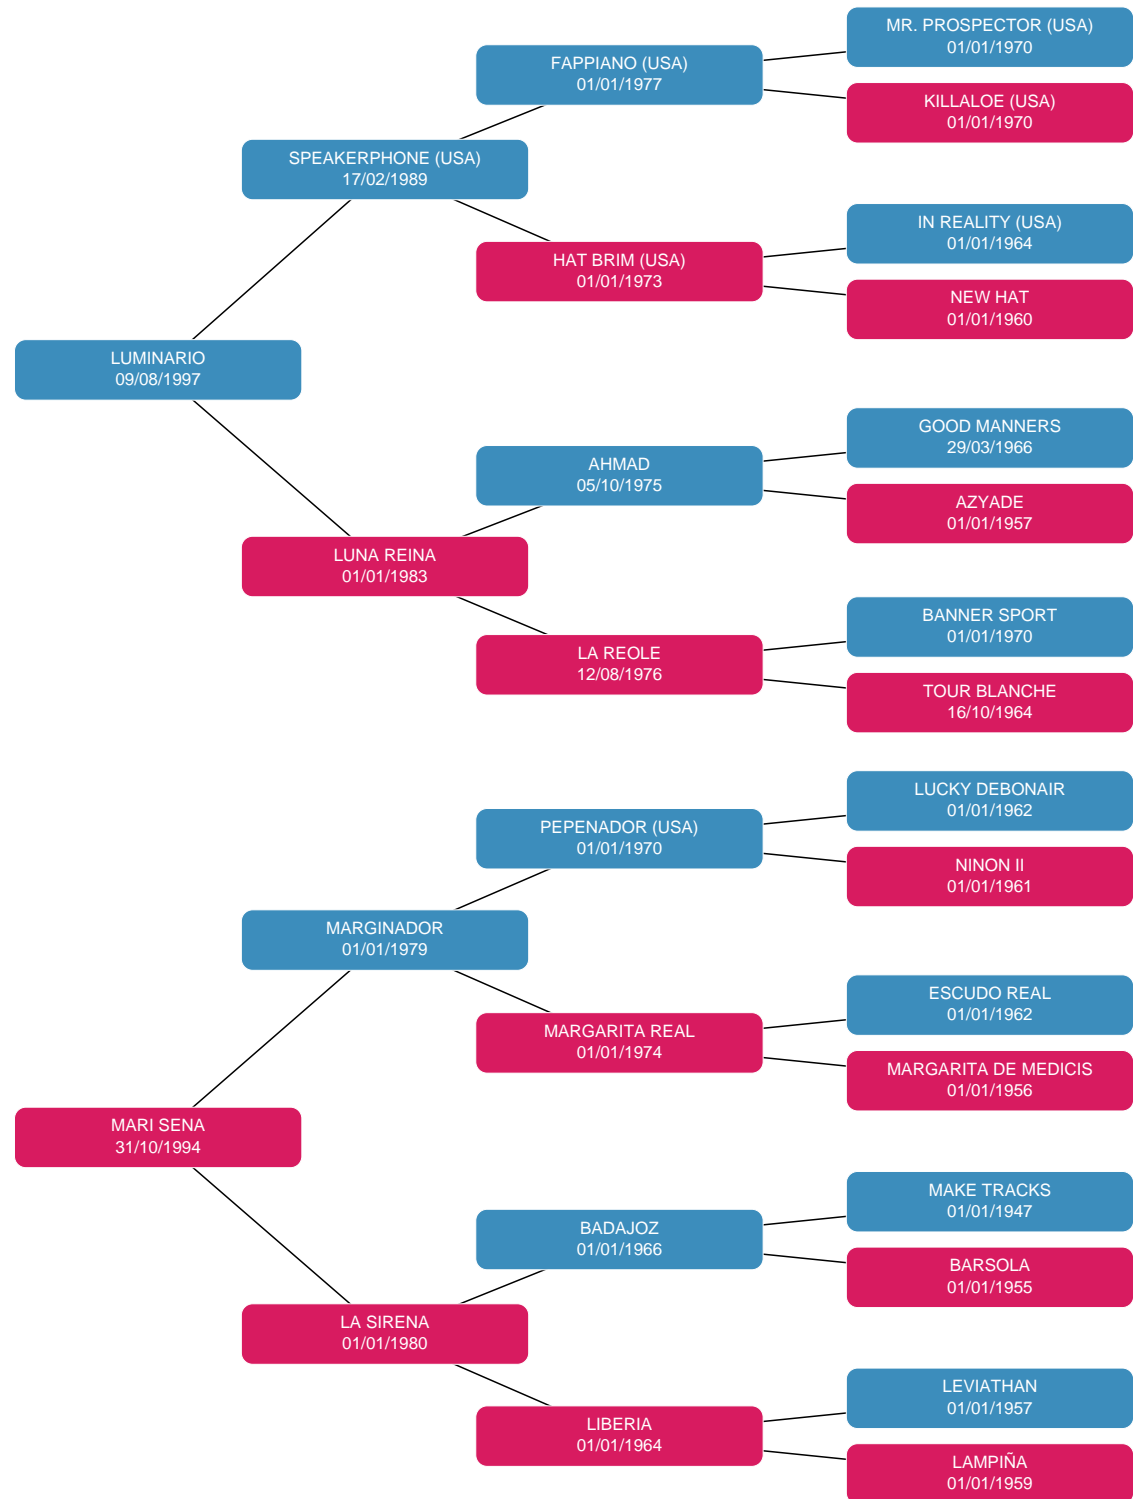 MR. PROSPECTOR (USA)
01/01/1970
FAPPIANO (USA)
01/01/1977
KILLALOE (USA)
01/01/1970
SPEAKERPHONE (USA)
17/02/1989
IN REALITY (USA)
01/01/1964
HAT BRIM (USA)
01/01/1973
NEW HAT
01/01/1960
LUMINARIO
09/08/1997
GOOD MANNERS
29/03/1966
AHMAD
05/10/1975
AZYADE
01/01/1957
LUNA REINA
01/01/1983
BANNER SPORT
01/01/1970
LA REOLE
12/08/1976
TOUR BLANCHE
16/10/1964
LUCKY DEBONAIR
01/01/1962
PEPENADOR (USA)
01/01/1970
NINON II
01/01/1961
MARGINADOR
01/01/1979
ESCUDO REAL
01/01/1962
MARGARITA REAL
01/01/1974
MARGARITA DE MEDICIS
01/01/1956
MARI SENA
31/10/1994
MAKE TRACKS
01/01/1947
BADAJOZ
01/01/1966
BARSOLA
01/01/1955
LA SIRENA
01/01/1980
LEVIATHAN
01/01/1957
LIBERIA
01/01/1964
LAMPIÑA
01/01/1959